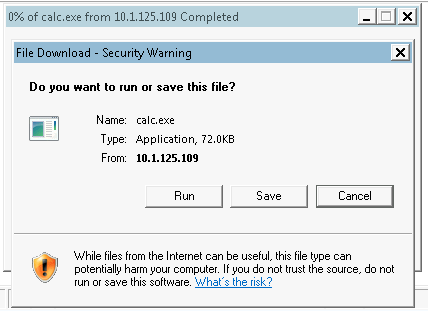 0% of calc.exe from 10.1.125.109 Completed
File Download - Security Warning
Do you want to run or save this file?
Name: calc.exe
Type: Application, 72.0KB
From: 10.1.125.109
Run Save Cancel
While files from the Internet can be useful, this file type can
potentially harm your computer. If you do not trust the source, do not
run or save this software. What's the risk?